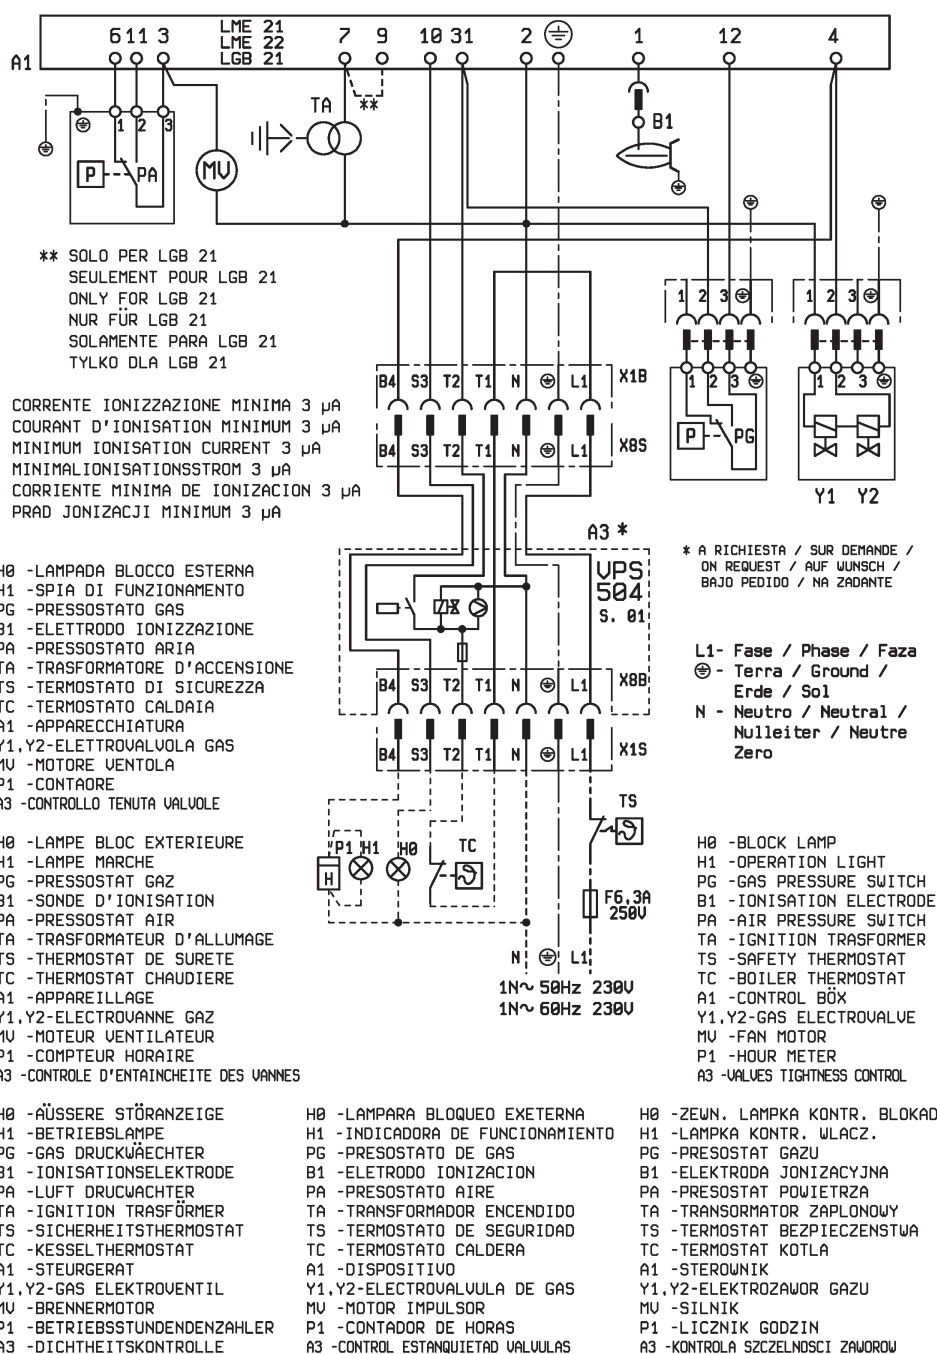 A1
6 11 3
LME 21
LME 22
LGB 21
7 9 10 31 2 1 12 4
TA
**
B1
1 2 3
P PA
MV
** SOLO PER LGB 21
SEULEMENT POUR LGB 21
ONLY FOR LGB 21
NUR FÜR LGB 21
SOLAMENTE PARA LGB 21
TYLKO DLA LGB 21
1 2 3
1 2 3
B4 S3 T2 T1 N L1 X1B
1 2 3
1 2 3
CORRENTE IONIZZAZIONE MINIMA 3 µA
COURANT D'IONISATION MINIMUM 3 µA
MINIMUM IONISATION CURRENT 3 µA
MINIMALIONISATIONSSTROM 3 µA
CORRIENTE MINIMA DE IONIZACION 3 µA
PRAD JONIZACJI MINIMUM 3 µA
B4 S3 T2 T1 N L1 X8S
P PG
Y1 Y2
A3 *
* A RICHIESTA / SUR DEMANDE /
ON REQUEST / AUF WUNSCH /
BAJO PEDIDO / NA ZADANTE
VPS
504
S. 01
H0 -LAMPADA BLOCCO ESTERNA
H1 -SPIA DI FUNZIONAMENTO
PG -PRESSOSTATO GAS
B1 -ELETTRODO IONIZZAZIONE
PA -PRESSOSTATO ARIA
TA -TRASFORMATORE D'ACCENSIONE
TS -TERMOSTATO DI SICUREZZA
TC -TERMOSTATO CALDAIA
A1 -APPARECCHIATURA
Y1,Y2-ELETTROVALVOLA GAS
MV -MOTORE VENTOLA
P1 -CONTAORE
A3 -CONTROLLO TENUTA VALVOLE
L1- Fase / Phase / Faza
- Terra / Ground /
Erde / Sol
N - Neutro / Neutral /
Nulleiter / Neutre
Zero
B4 S3 T2 T1 N L1 X8B
B4 S3 T2 T1 N L1 X1S
TS
P1 H1 H0 TC
H
F6,3A
250V
N L1
1N~ 50Hz 230V
1N~ 60Hz 230V
H0 -LAMPE BLOC EXTERIEURE
H1 -LAMPE MARCHE
PG -PRESSOSTAT GAZ
B1 -SONDE D'IONISATION
PA -PRESSOSTAT AIR
TA -TRASFORMATEUR D'ALLUMAGE
TS -THERMOSTAT DE SURETE
TC -THERMOSTAT CHAUDIERE
A1 -APPAREILLAGE
Y1,Y2-ELECTROVANNE GAZ
MV -MOTEUR VENTILATEUR
P1 -COMPTEUR HORAIRE
A3 -CONTROLE D'ENTAINCHEITE DES VANNES
H0 -BLOCK LAMP
H1 -OPERATION LIGHT
PG -GAS PRESSURE SWITCH
B1 -IONISATION ELECTRODE
PA -AIR PRESSURE SWITCH
TA -IGNITION TRASFORMER
TS -SAFETY THERMOSTAT
TC -BOILER THERMOSTAT
A1 -CONTROL BÖX
Y1,Y2-GAS ELECTROVALVE
MV -FAN MOTOR
P1 -HOUR METER
A3 -VALVES TIGHTNESS CONTROL
H0 -AÜSSERE STÖRANZEIGE
H1 -BETRIEBSLAMPE
PG -GAS DRUCKWÄECHTER
B1 -IONISATIONSELEKTRODE
PA -LUFT DRUCWACHTER
TA -IGNITION TRASFÖRMER
TS -SICHERHEITSTHERMOSTAT
TC -KESSELTHERMOSTAT
A1 -STEURGERAT
Y1,Y2-GAS ELEKTROVENTIL
MV -BRENNERMOTOR
P1 -BETRIEBSSTUNDENDENZAHLER
A3 -DICHTHEITSKONTROLLE
H0 -LAMPARA BLOQUEO EXETERNA
H1 -INDICADORA DE FUNCIONAMIENTO
PG -PRESOSTATO DE GAS
B1 -ELETRODO IONIZACION
PA -PRESOSTATO AIRE
TA -TRANSFORMADOR ENCENDIDO
TS -TERMOSTATO DE SEGURIDAD
TC -TERMOSTATO CALDERA
A1 -DISPOSITIVO
Y1,Y2-ELECTROVALVULA DE GAS
MV -MOTOR IMPULSOR
P1 -CONTADOR DE HORAS
A3 -CONTROL ESTANQUIETAD VALVULAS
H0 -ZEWN. LAMPKA KONTR. BLOKAD
H1 -LAMPKA KONTR. WLACZ.
PG -PRESOSTAT GAZU
B1 -ELEKTRODA JONIZACYJNA
PA -PRESOSTAT POWIETRZA
TA -TRANSORMATOR ZAPLONOWY
TS -TERMOSTAT BEZPIECZENSTWA
TC -TERMOSTAT KOTLA
A1 -STEROWNIK
Y1,Y2-ELEKTROZAWOR GAZU
MV -SILNIK
P1 -LICZNIK GODZIN
A3 -KONTROLA SZCZELNOSCI ZAWOROW